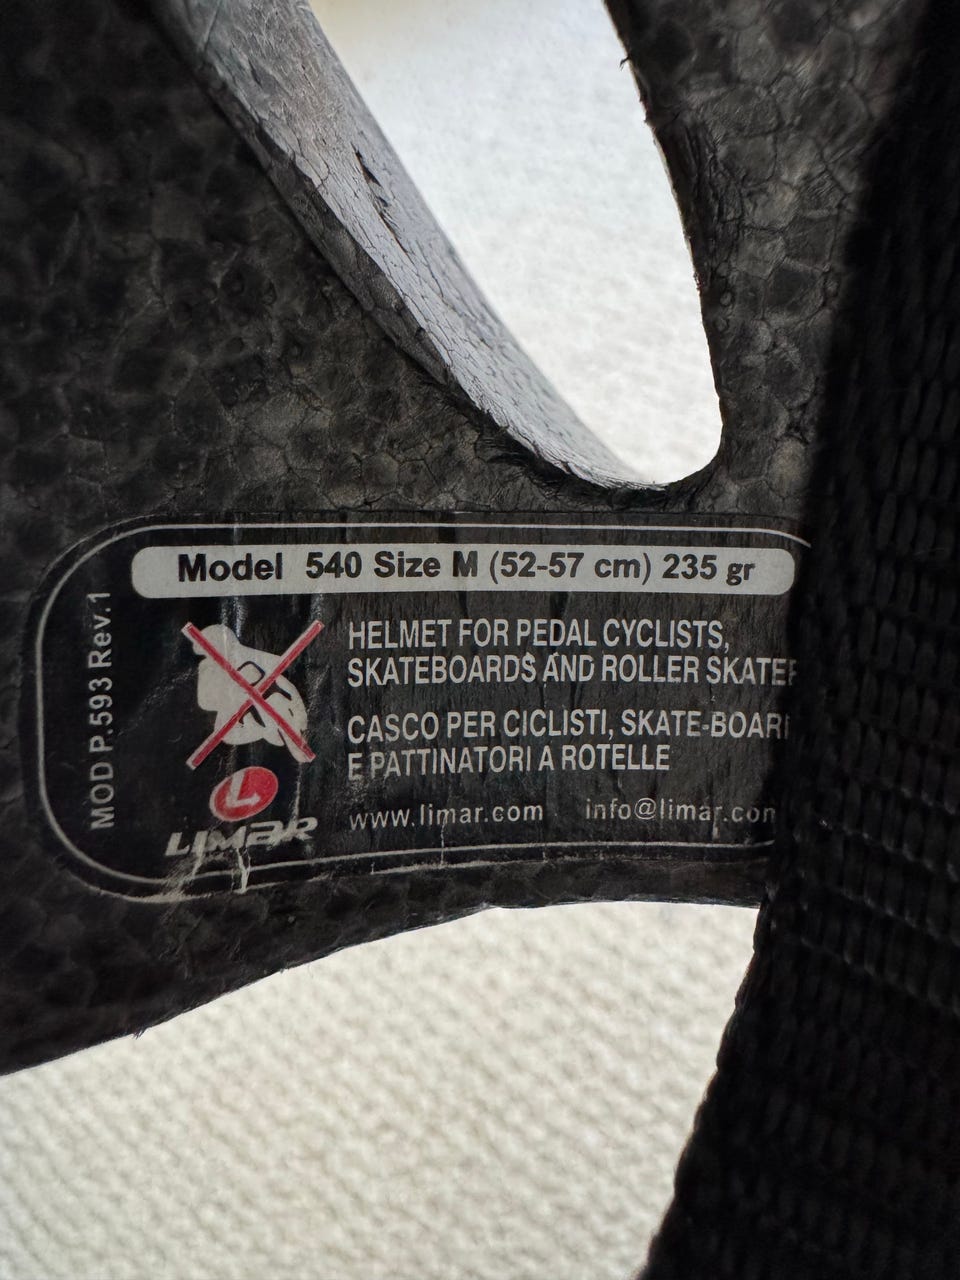 Model 540 Size M (52-57 cm) 235 gr
MOD P.593 Rev.1
HELMET FOR PEDAL CYCLISTS,
SKATEBOARDS AND ROLLER
CASCO PER CICLISTI,
E PATTINATORI A ROTELLE
www.limar.com
L
LIMAR